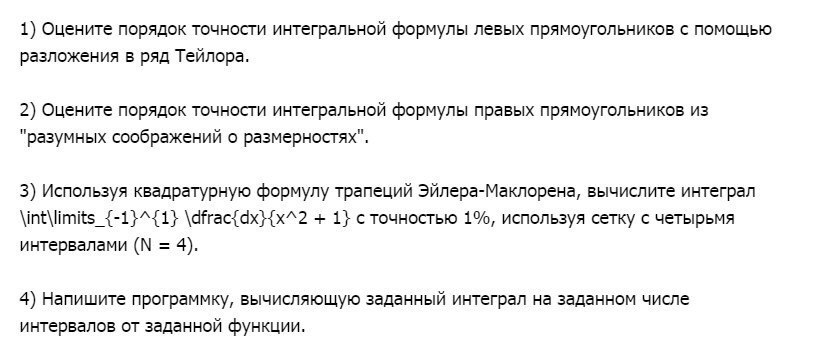 1) Оцените порядок точности интегральной формулы левых прямоугольников с помощью
разложения в ряд Тейлора.
2) Оцените порядок точности интегральной формулы правых прямоугольников из
"разумных соображений о размерностях".
3) Используя квадратурную формулу трапеций Эйлера-Маклорена, вычислите интеграл
\int\limits_{-1}^{1} \dfrac{dx}{x^2 + 1} с точностью 1%, используя сетку с четырьмя
интервалами (N = 4).
4) Напишите программку, вычисляющую заданный интеграл на заданном числе
интервалов от заданной функции.